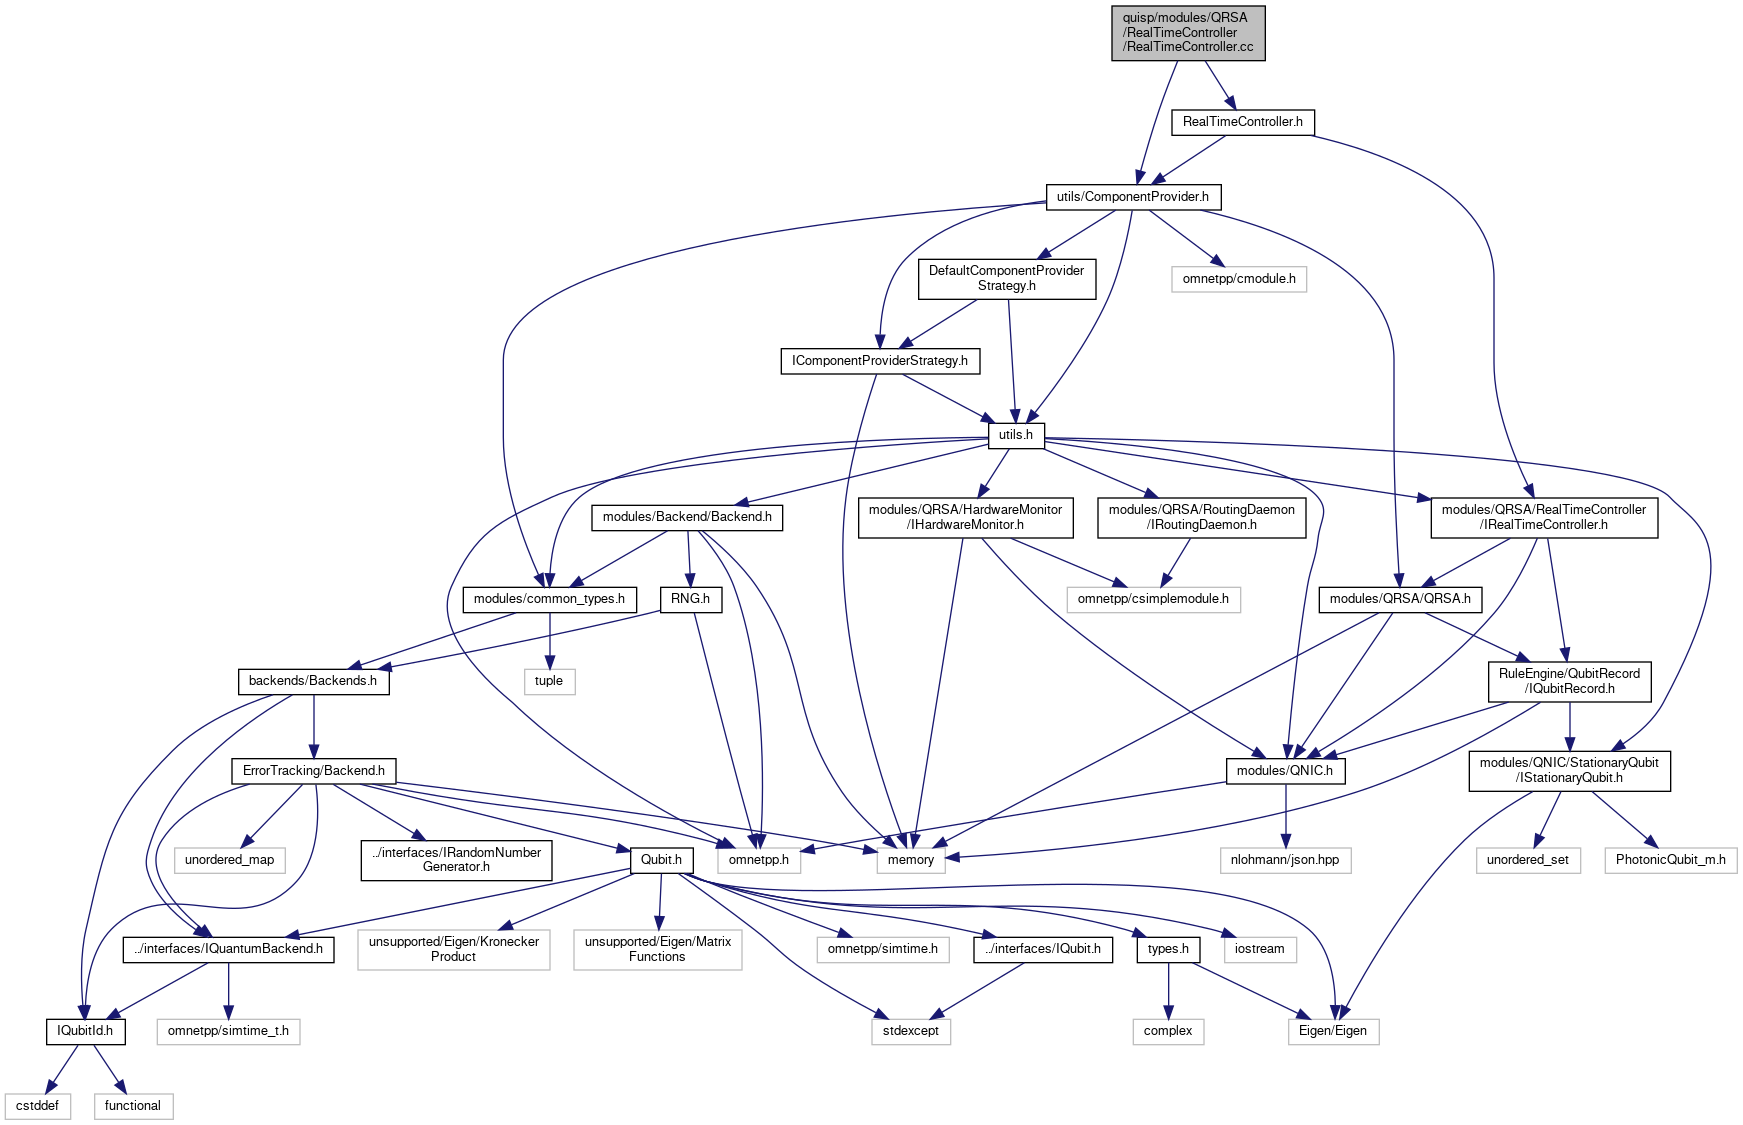 quisp/modules/QRSA
/RealTimeController
/RealTimeController.cc
RealTimeController.h
utils/ComponentProvider.h
DefaultComponentProvider
Strategy.h
omnetpp/cmodule.h
IComponentProviderStrategy.h
utils.h
modules/Backend/Backend.h
modules/QRSA/HardwareMonitor
/IHardwareMonitor.h
modules/QRSA/RoutingDaemon
/IRoutingDaemon.h
modules/QRSA/RealTimeController
/IRealTimeController.h
modules/common_types.h
RNG.h
omnetpp/csimplemodule.h
modules/QRSA/QRSA.h
backends/Backends.h
tuple
RuleEngine/QubitRecord
/IQubitRecord.h
ErrorTracking/Backend.h
modules/QNIC.h
modules/QNIC/StationaryQubit
/IStationaryQubit.h
unordered_map
../interfaces/IRandomNumber
Generator.h
Qubit.h
omnetpp.h
memory
nlohmann/json.hpp
unordered_set
PhotonicQubit_m.h
../interfaces/IQuantumBackend.h
unsupported/Eigen/Kronecker
Product
unsupported/Eigen/Matrix
Functions
omnetpp/simtime.h
../interfaces/IQubit.h
types.h
iostream
IQubitId.h
omnetpp/simtime_t.h
stdexcept
complex
Eigen/Eigen
cstddef
functional